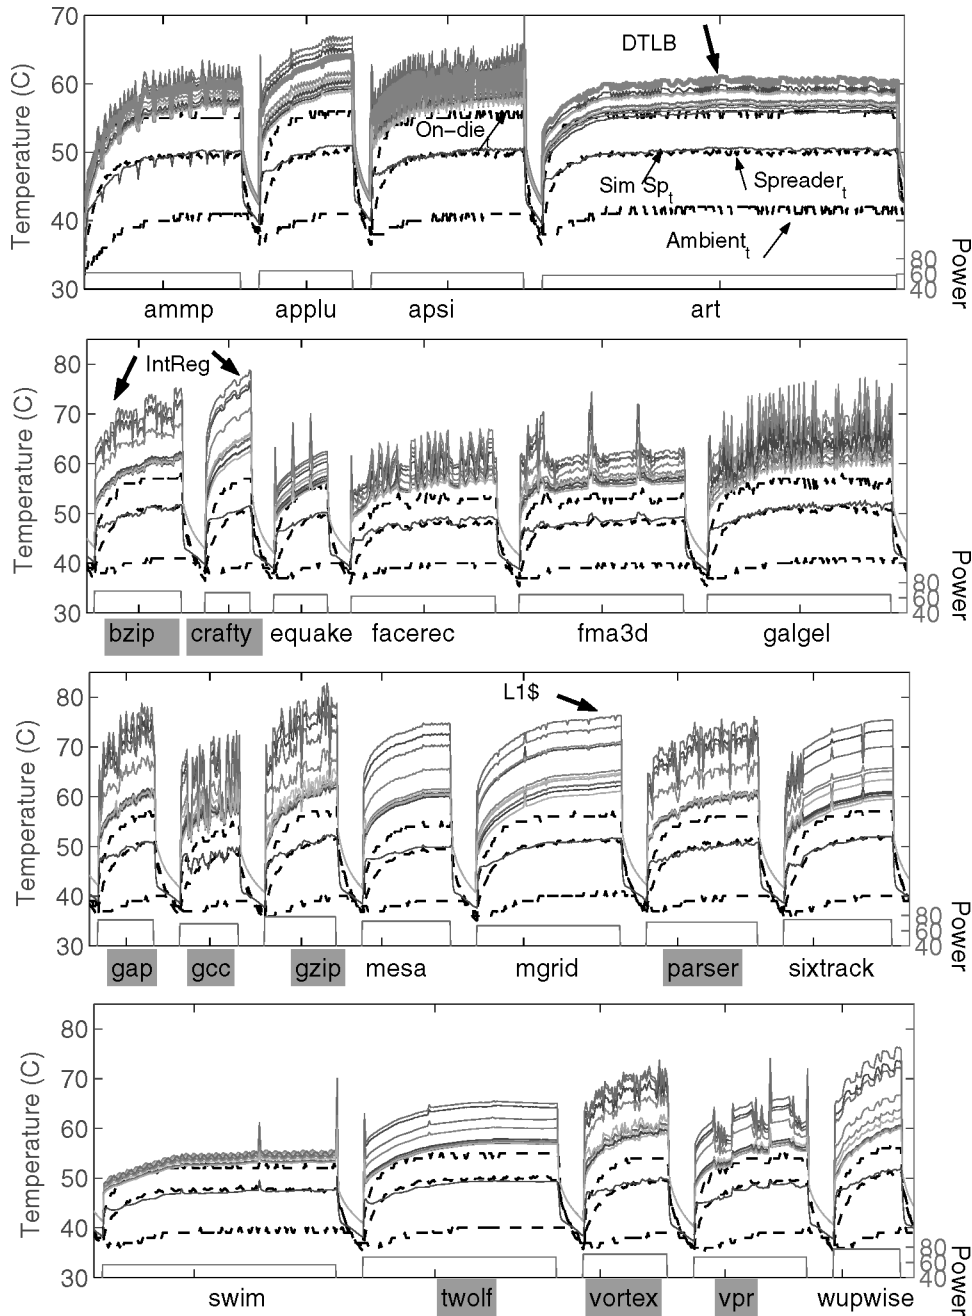 70
60
50
40
30
Temperature (C)
DTLB
On-die t
Sim Sp t
Spreader t
Ambient t
80
60
40
Power
ammp applu apsi art
80
70
60
50
40
30
Temperature (C)
IntReg
80
60
40
Power
bzip crafty equake facerec fma3d galgel
80
70
60
50
40
30
Temperature (C)
L1$
80
60
40
Power
gap gcc gzip mesa mgrid parser sixtrack
80
70
60
50
40
30
Temperature (C)
80
60
40
Power
swim twolf vortex vpr wupwise